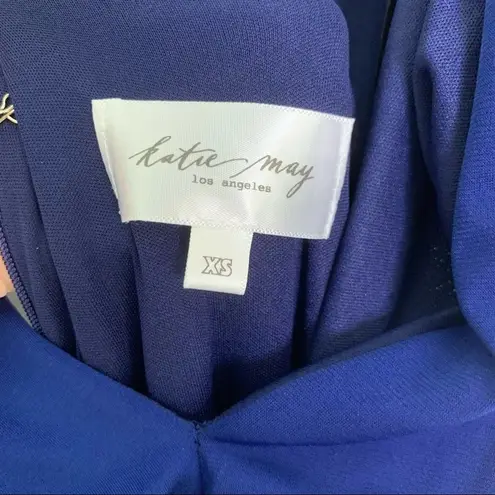 katie may
los angeles
XS